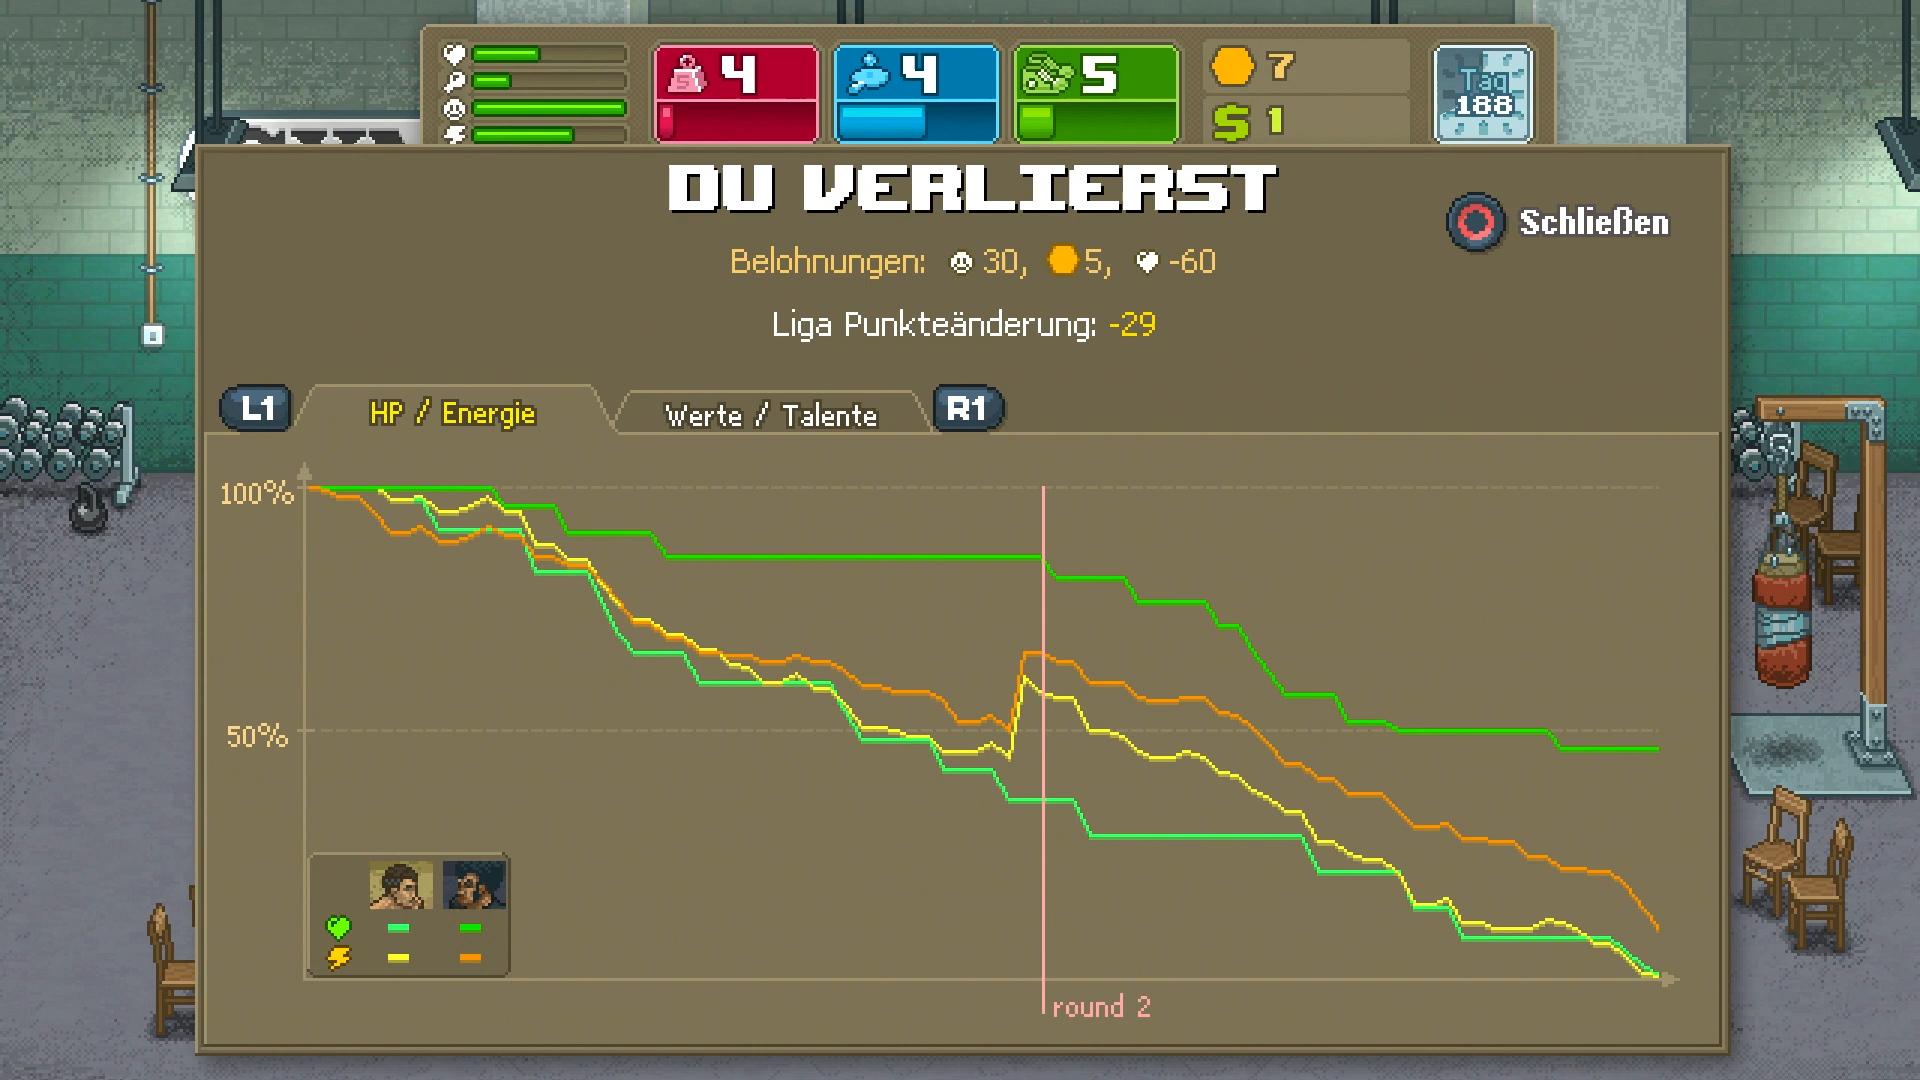 4
4
5
7
$ 1
Tag
188
DU VERLIERST
Schließen
Belohnungen: 30, 5, -60
Liga Punkteänderung: -29
L1
HP / Energie
Werte / Talente
R1
100%
50%
round 2